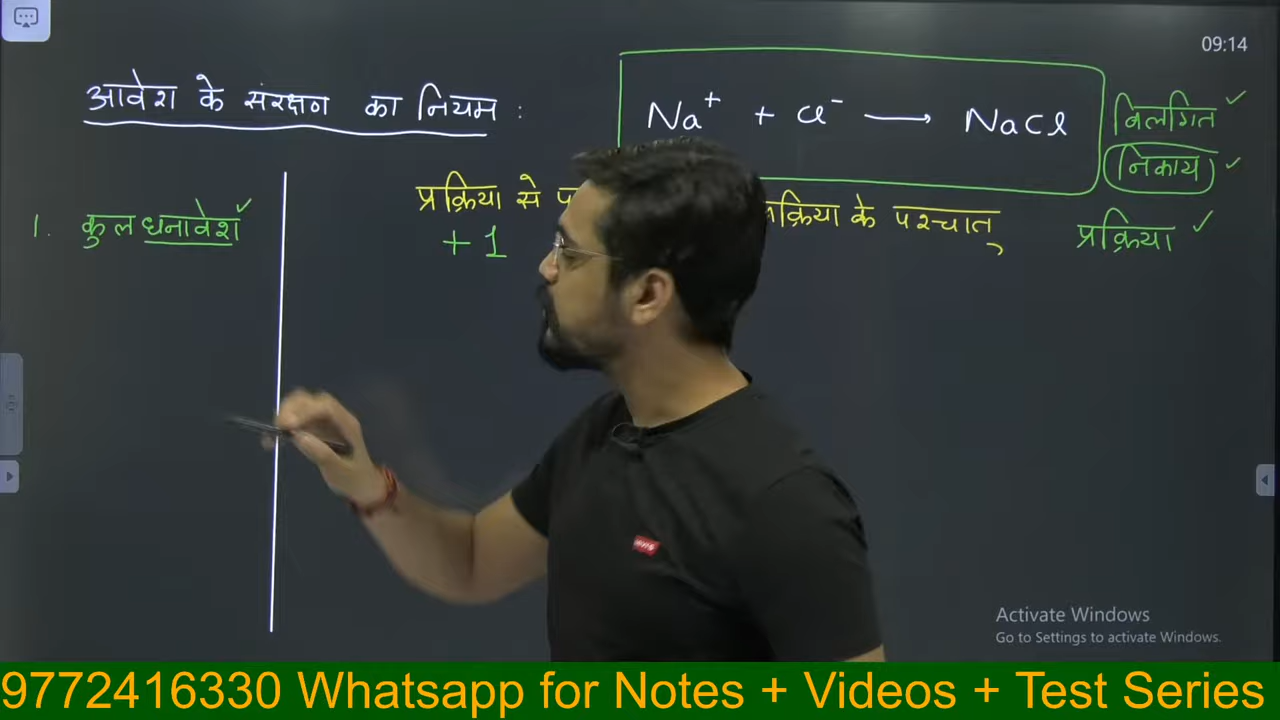 09:14
आवेश के संरक्षण का नियम :
Na⁺ + Cl⁻ → NaCl
विलगित
निकाय
प्रक्रिया से
प्रक्रिया के पश्चात्
प्रक्रिया
1. कुल धनावेश
+1
Activate Windows
Go to Settings to activate Windows.
9772416330 Whatsapp for Notes + Videos + Test Series